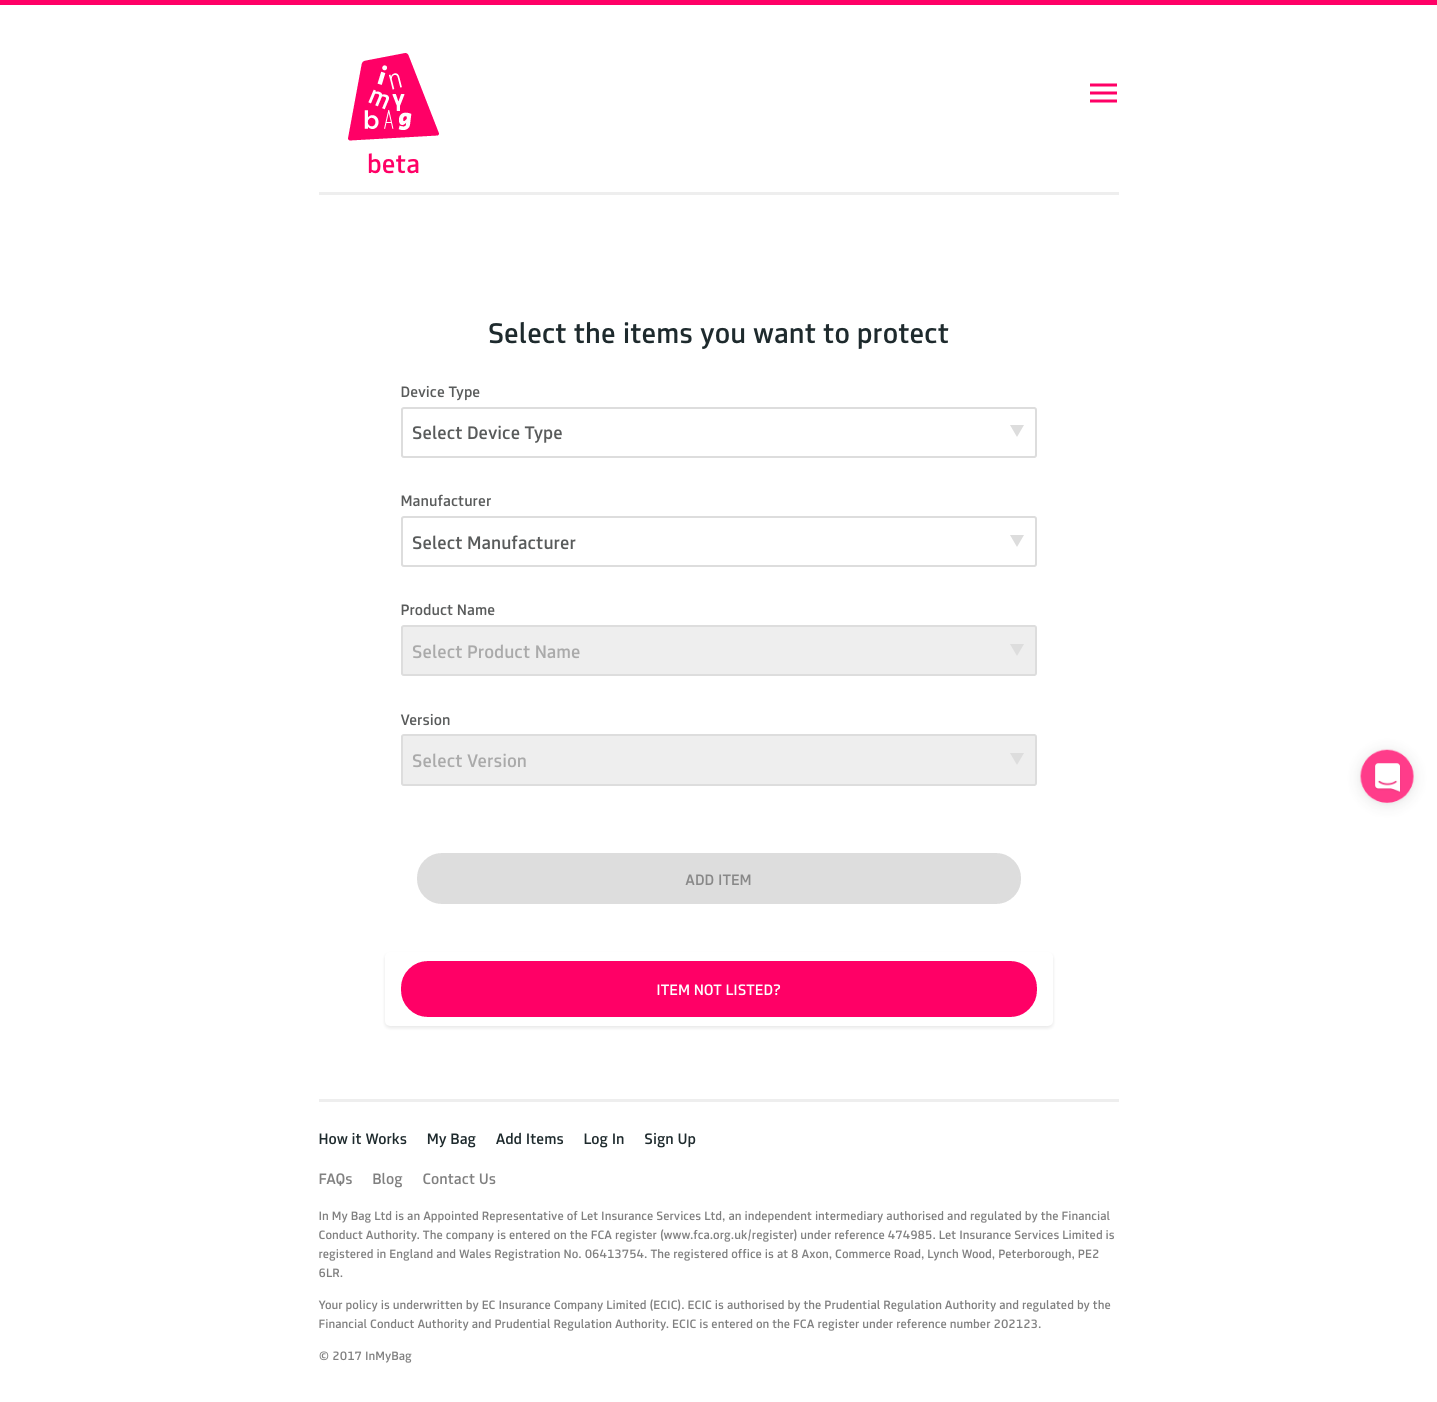 in
my
bAg
beta
Select the items you want to protect
Device Type
Select Device Type
Manufacturer
Select Manufacturer
Product Name
Select Product Name
Version
Select Version
ADD ITEM
ITEM NOT LISTED?
How it Works My Bag Add Items Log In Sign Up
FAQs Blog Contact Us
In My Bag Ltd is an Appointed Representative of Let Insurance Services Ltd, an independent intermediary authorised and regulated by the Financial
Conduct Authority. The company is entered on the FCA register (www.fca.org.uk/register) under reference 474985. Let Insurance Services Limited is
registered in England and Wales Registration No. 06413754. The registered office is at 8 Axon, Commerce Road, Lynch Wood, Peterborough, PE2
6LR.
Your policy is underwritten by EC Insurance Company Limited (ECIC). ECIC is authorised by the Prudential Regulation Authority and regulated by the
Financial Conduct Authority and Prudential Regulation Authority. ECIC is entered on the FCA register under reference number 202123.
© 2017 InMyBag